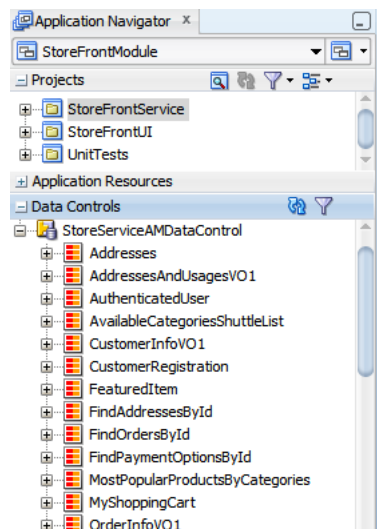 Application Navigator x
StoreFrontModule
Projects
StoreFrontService
StoreFrontUI
UnitTests
Application Resources
Data Controls
StoreServiceAMDataControl
Addresses
AddressesAndUsagesVO1
AuthenticatedUser
AvailableCategoriesShuttleList
CustomerInfoVO1
CustomerRegistration
FeaturedItem
FindAddressesById
FindOrdersById
FindPaymentOptionsById
MostPopularProductsByCategories
MyShoppingCart
OrderInfoVO1